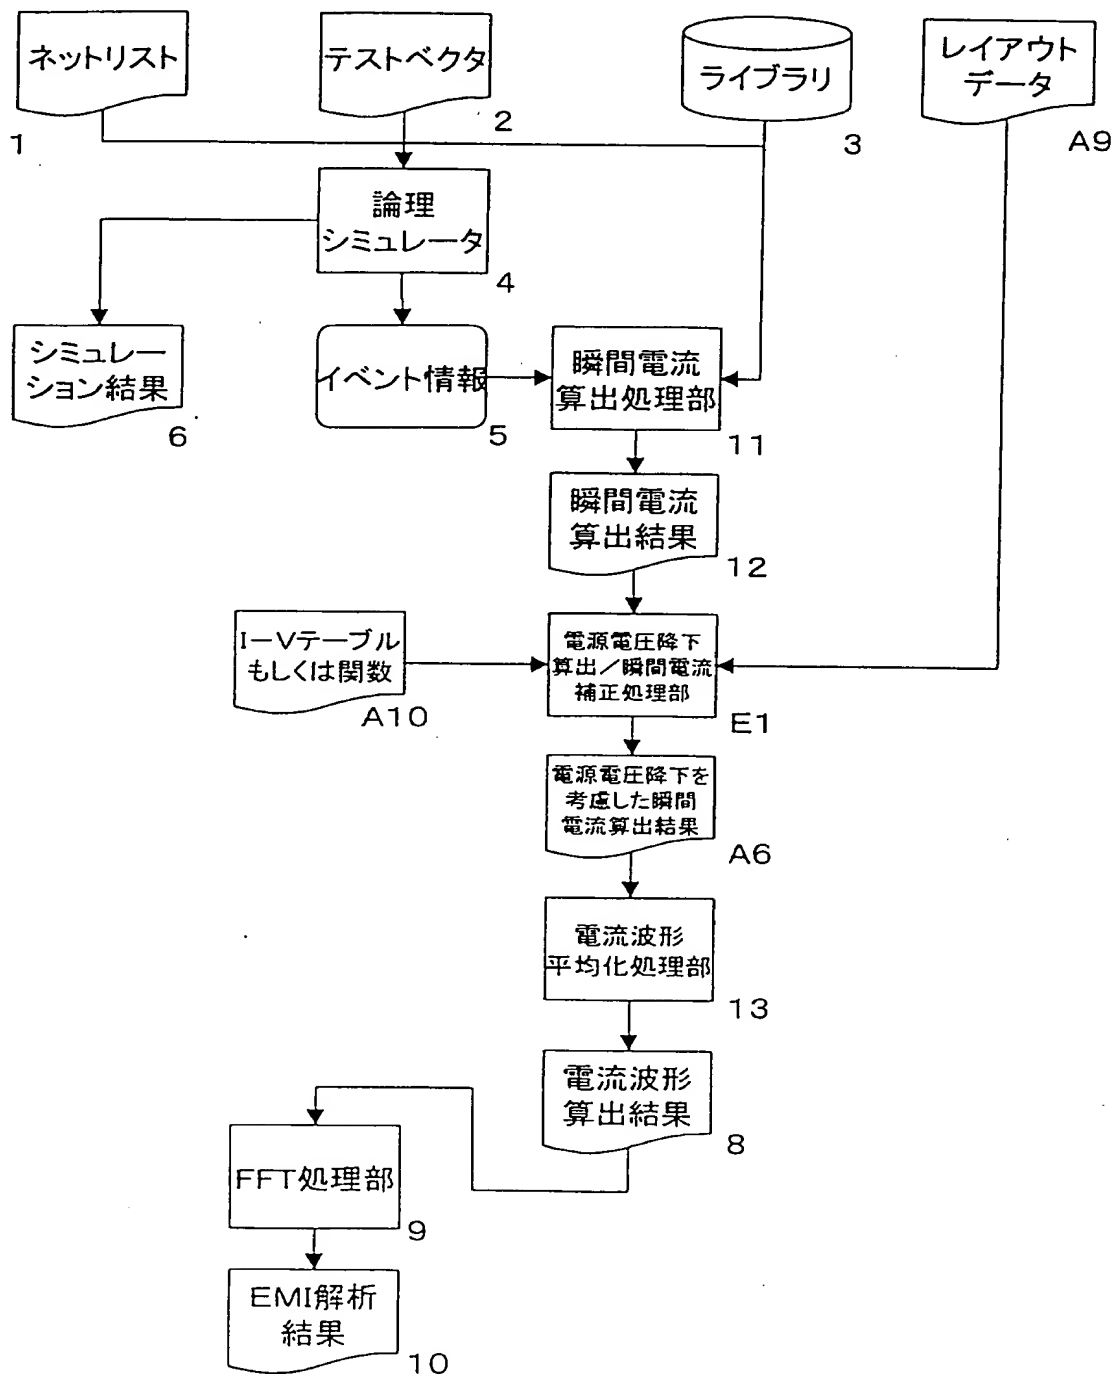 ネットリスト
1
テストベクタ
2
ライブラリ
3
レイアウト
データ
A9
論理
シミュレータ
4
シミュレー
ション結果
6
イベント情報
5
瞬間電流
算出処理部
11
瞬間電流
算出結果
12
I－Vテーブル
もしくは関数
A10
電源電圧降下
算出／瞬間電流
補正処理部
E1
電源電圧降下を
考慮した瞬間
電流算出結果
A6
電流波形
平均化処理部
13
電流波形
算出結果
8
FFT処理部
9
EMI解析
結果
10